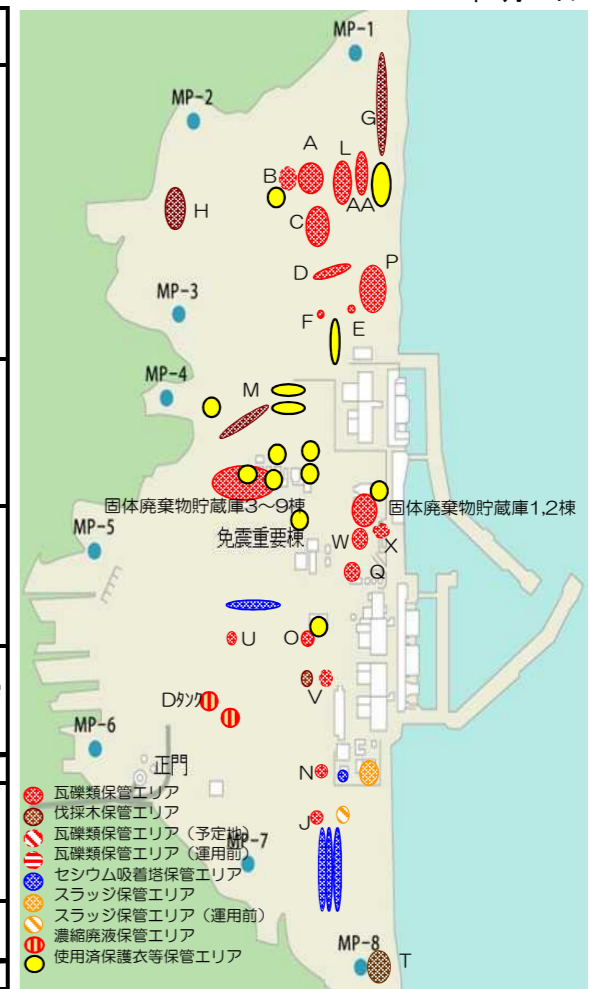 MP-1
MP-2
G
A
L
B
AA
H
C
D
P
MP-3
F
E
MP-4
M
固体廃棄物貯蔵庫3～9棟
固体廃棄物貯蔵庫1,2棟
MP-5
免震重要棟
W
X
Q
U
O
V
Dﾀﾝｸ
MP-6
正門
N
J
瓦礫類保管エリア
伐採木保管エリア
瓦礫類保管エリア（予定地）
瓦礫類保管エリア（運用前）
MP-7
セシウム吸着塔保管エリア
スラッジ保管エリア
スラッジ保管エリア（運用前）
濃縮廃液保管エリア
使用済保護衣等保管エリア
MP-8
T